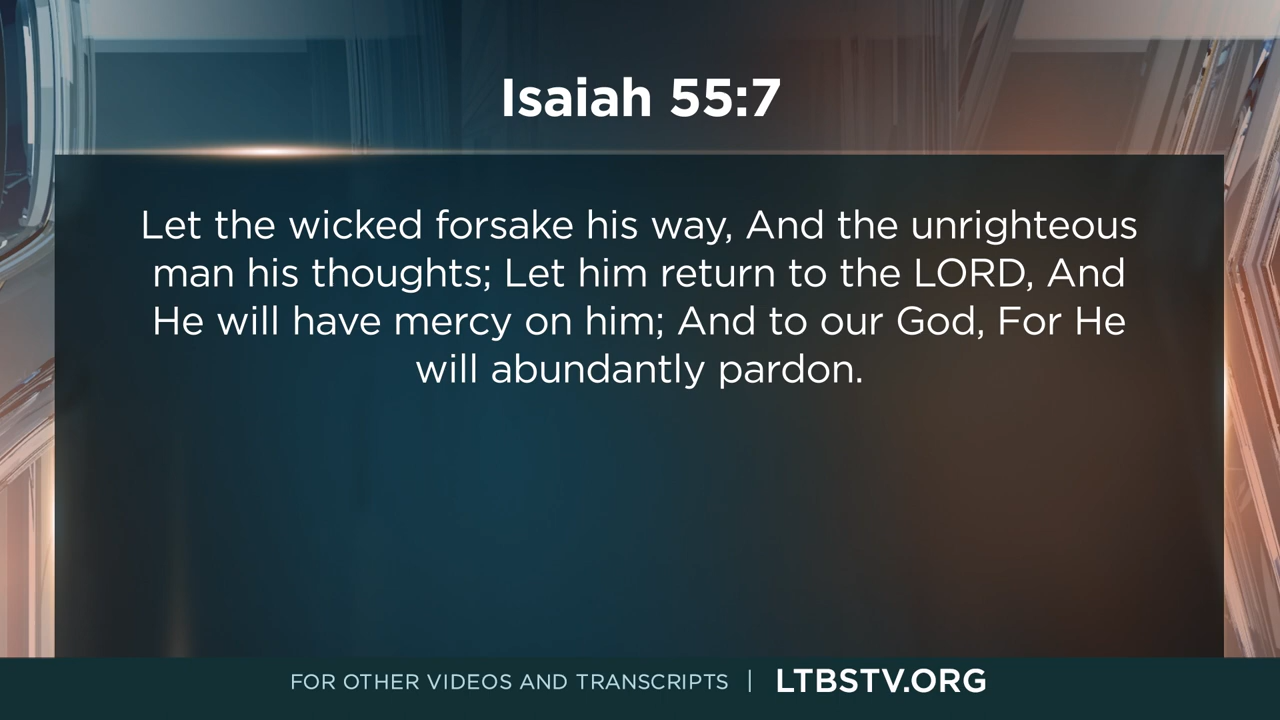 Isaiah 55:7
Let the wicked forsake his way, And the unrighteous
man his thoughts; Let him return to the LORD, And
He will have mercy on him; And to our God, For He
will abundantly pardon.
FOR OTHER VIDEOS AND TRANSCRIPTS | LTBSTV.ORG